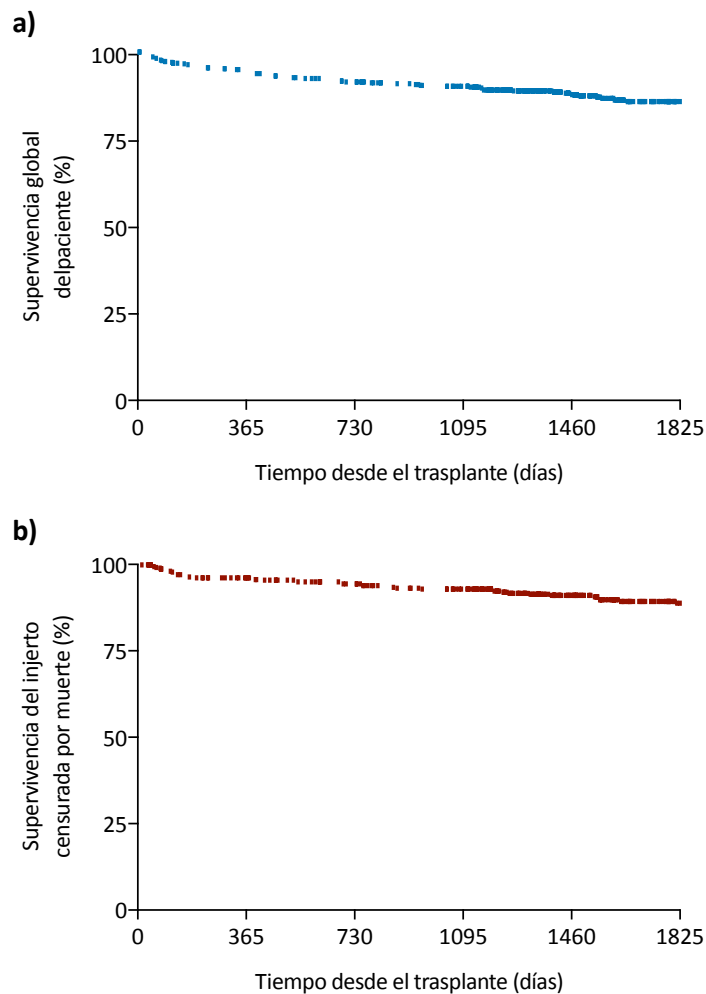 a)
Supervivencia global
delpaciente (%)
100
75
50
25
0
0 365 730 1095 1460 1825
Tiempo desde el trasplante (días)
b)
Supervivencia del injerto
censurada por muerte (%)
100
75
50
25
0
0 365 730 1095 1460 1825
Tiempo desde el trasplante (días)